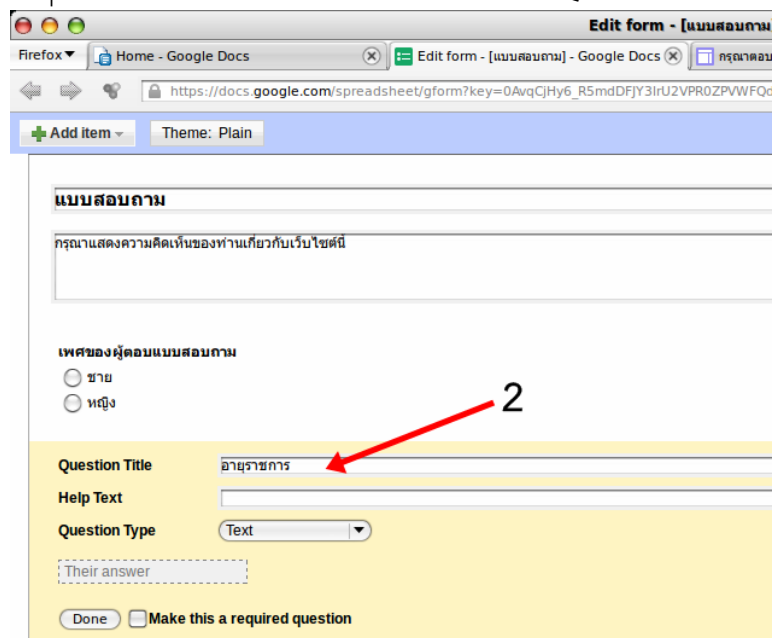 Edit form - [แบบสอบถาม
Firefox Home - Google Docs Edit form - [แบบสอบถาม] - Google Docs กรุณาตอบ
https://docs.google.com/spreadsheet/gform?key=0AvqCjHy6_R5mdDFJY3lrU2VPR0ZPVWFQd
Add item Theme: Plain
แบบสอบถาม
กรุณาแสดงความคิดเห็นของท่านเกี่ยวกับเว็บไซต์นี้
เพศของผู้ตอบแบบสอบถาม
ชาย
หญิง
2
Question Title อายุราชการ
Help Text
Question Type Text
Their answer
Done Make this a required question